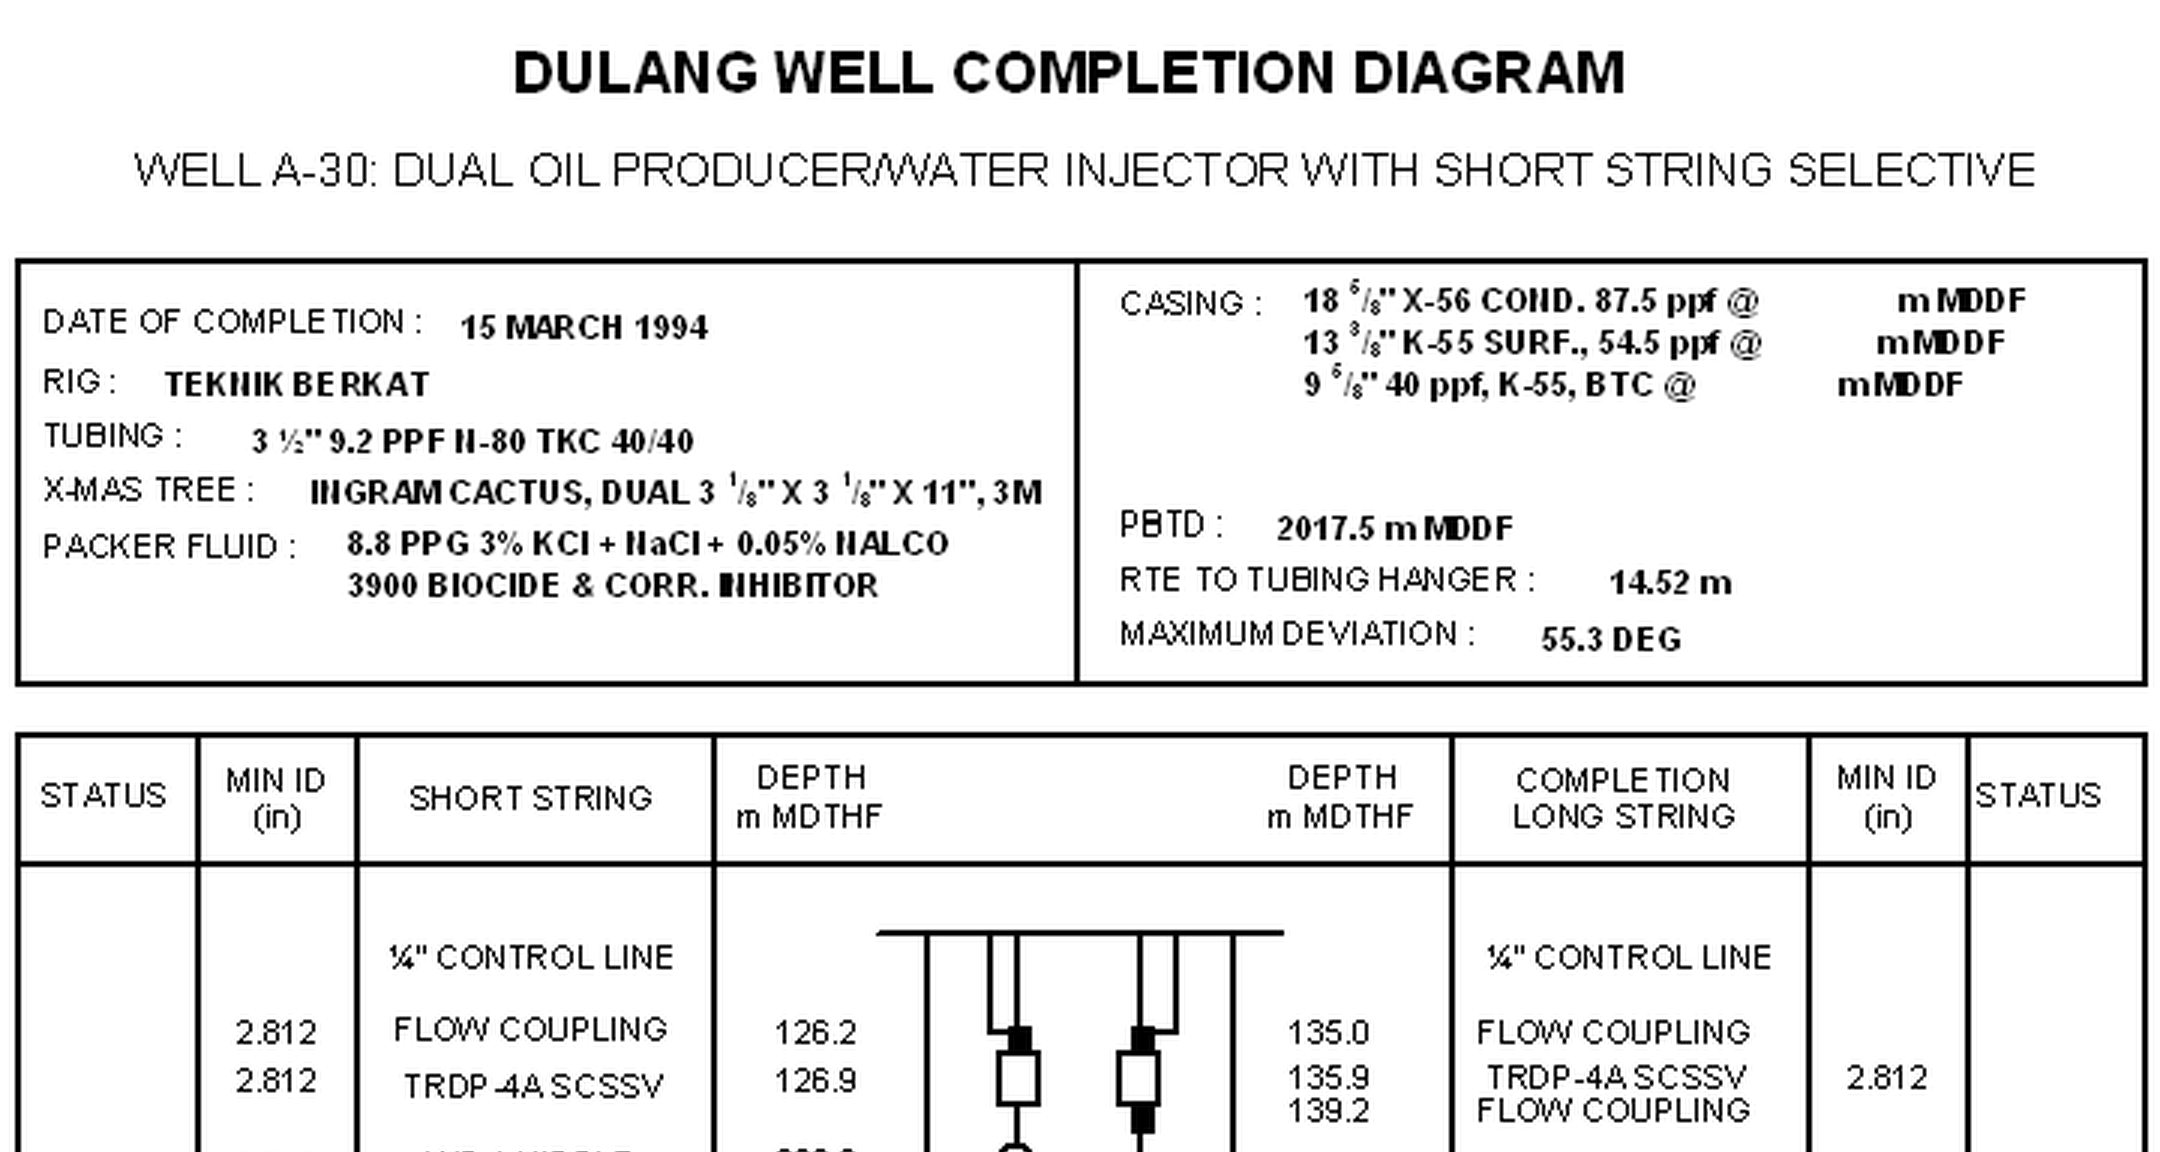 DULANG WELL COMPLETION DIAGRAM
WELL A-30: DUAL OIL PRODUCER/WATER INJECTOR WITH SHORT STRING SELECTIVE
DATE OF COMPLETION : 15 MARCH 1994
RIG : TEKNIK BERKAT
TUBING : 3 ½" 9.2 PPF N-80 TKC 40/40
X-MAS TREE : INGRAM CACTUS, DUAL 3 1/8" X 3 1/8" X 11", 3M
PACKER FLUID : 8.8 PPG 3% KCl + NaCl + 0.05% NALCO
3900 BIOCIDE & CORR. INHIBITOR
CASING : 18 5/8" X-56 COND. 87.5 ppf @ m MDDF
13 3/8" K-55 SURF., 54.5 ppf @ m MDDF
9 5/8" 40 ppf, K-55, BTC @ m MDDF
PBTD : 2017.5 m MDDF
RTE TO TUBING HANGER : 14.52 m
MAXIMUM DEVIATION : 55.3 DEG
STATUS MIN ID SHORT STRING DEPTH DEPTH COMPLETION MIN ID STATUS
(in) m MDTHF m MDTHF LONG STRING (in)
¼" CONTROL LINE ¼" CONTROL LINE
2.812 FLOW COUPLING 126.2 135.0 FLOW COUPLING
2.812 TRDP-4A SCSSV 126.9 135.9 TRDP-4A SCSSV 2.812
139.2 FLOW COUPLING